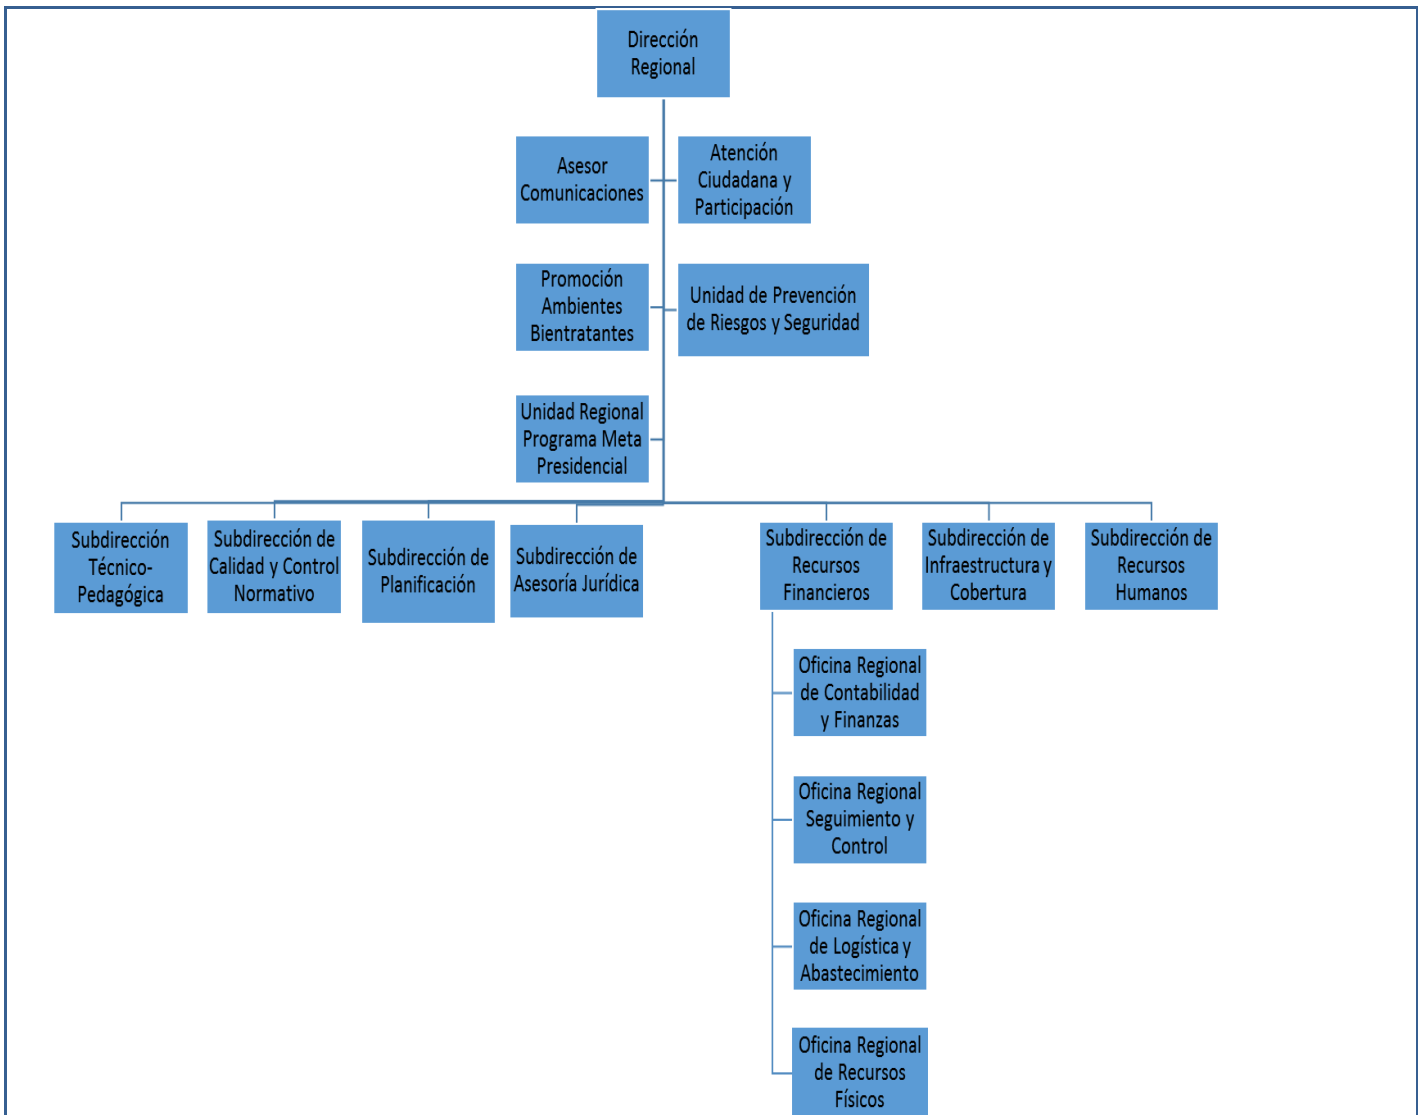 Dirección
Regional
Asesor
Comunicaciones
Atención
Ciudadana y
Participación
Promoción
Ambientes
Bientratantes
Unidad de Prevención
de Riesgos y Seguridad
Unidad Regional
Programa Meta
Presidencial
Subdirección
Técnico-
Pedagógica
Subdirección de
Calidad y Control
Normativo
Subdirección de
Planificación
Subdirección de
Asesoría Jurídica
Subdirección de
Recursos
Financieros
Subdirección de
Infraestructura y
Cobertura
Subdirección de
Recursos
Humanos
Oficina Regional
de Contabilidad
y Finanzas
Oficina Regional
Seguimiento y
Control
Oficina Regional
de Logística y
Abastecimiento
Oficina Regional
de Recursos
Físicos